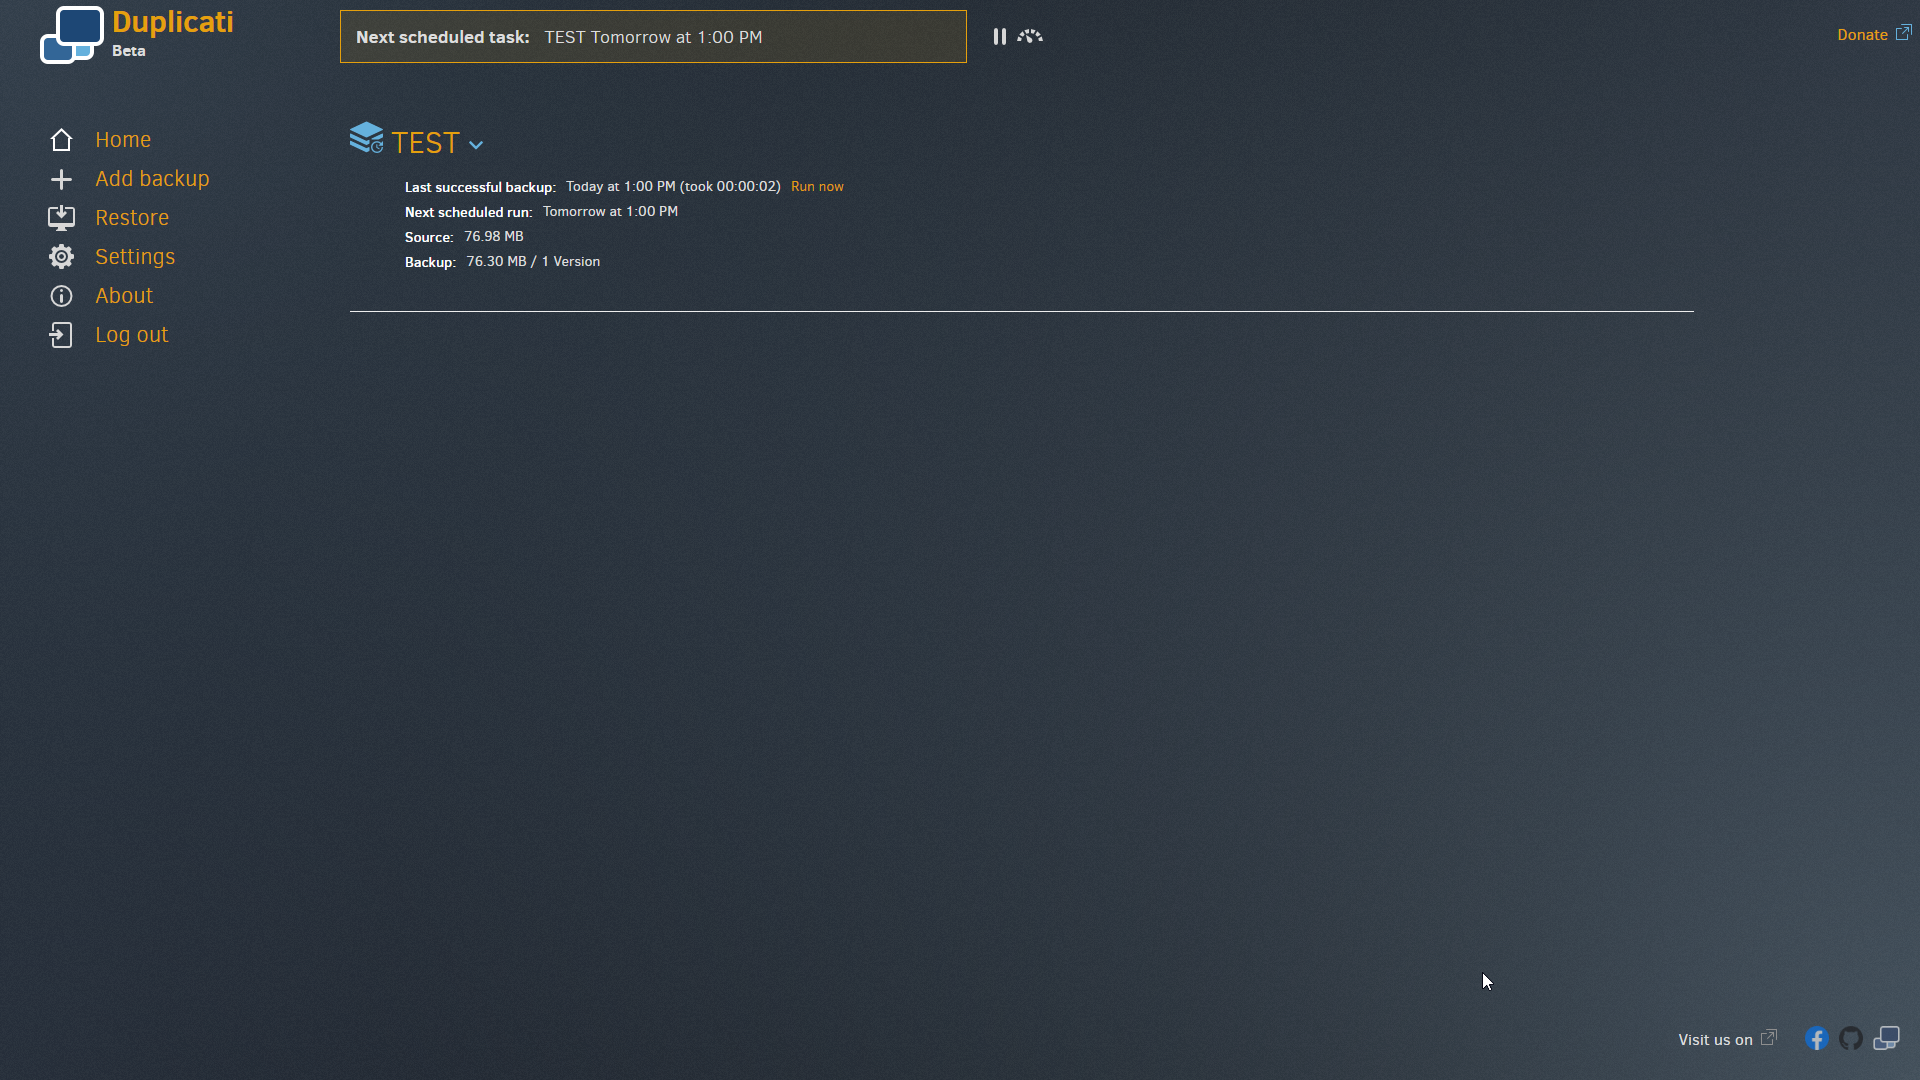 Duplicati
Beta
Next scheduled task: TEST Tomorrow at 1:00 PM
Donate
Home
Add backup
Restore
Settings
About
Log out
TEST
Last successful backup: Today at 1:00 PM (took 00:00:02) Run now
Next scheduled run: Tomorrow at 1:00 PM
Source: 76.98 MB
Backup: 76.30 MB / 1 Version
Visit us on